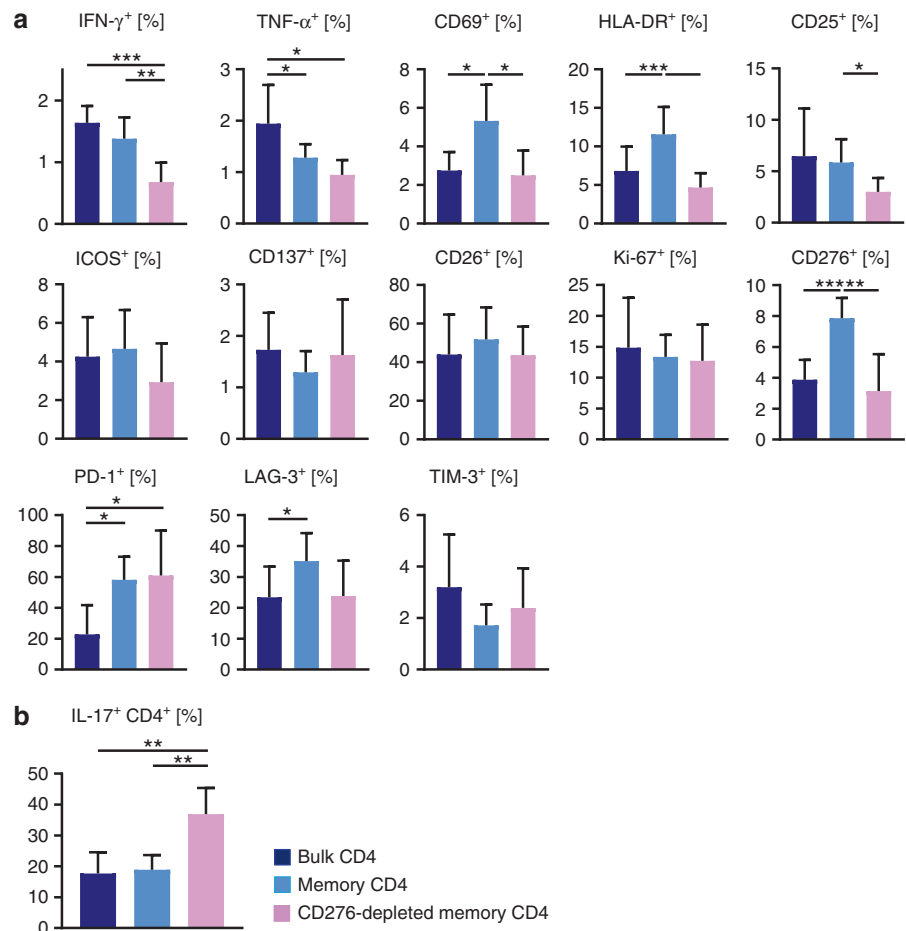 a
IFN-γ⁺ [%] TNF-α⁺ [%] CD69⁺ [%] HLA-DR⁺ [%] CD25⁺ [%]
*** * * *** *
** * *
2 3 8 20 15
1 2 6 15 10
0 1 4 10 5
0 2 5 0
0 0
ICOS⁺ [%] CD137⁺ [%] CD26⁺ [%] Ki-67⁺ [%] CD276⁺ [%]
*****
6 3 80 25 10
4 2 60 20 8
2 1 40 15 6
0 1 20 10 4
0 80 5 2
0 0
PD-1⁺ [%] LAG-3⁺ [%] TIM-3⁺ [%]
* *
*
100 50 6
80 40 4
60 30 2
40 20 0
20 10
0 0
b
IL-17⁺ CD4⁺ [%]
**
**
50
40
30
20
10
0
Bulk CD4
Memory CD4
CD276-depleted memory CD4